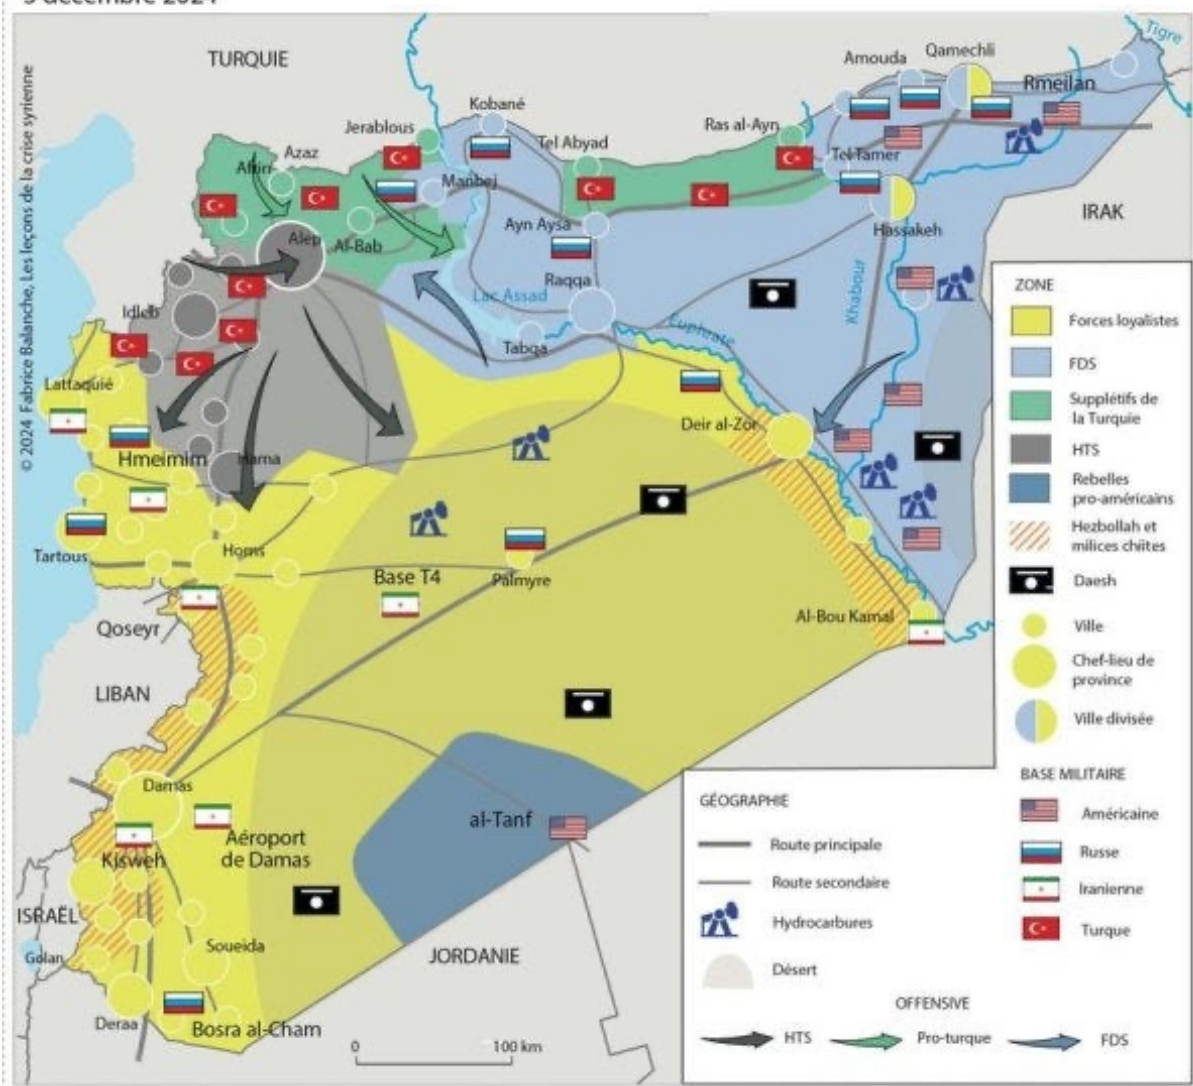 5 décembre 2024
© 2024 Fabrice Balanche, Les leçons de la crise syrienne
TURQUIE
Tigre
Amouda
Qamechli
Rmeilan
Kobané
Jerablous
Tel Abyad
Ras al-Ayn
Azaz
Afrin
Manbej
Tel Tamer
IRAK
Alep
Al-Bab
Ayn Aysa
Hassakeh
Raqqa
Lac Assad
Khabour
Idleb
Euphrate
Tabqa
Lattaquié
Deir al-Zor
Hmeimim
Hama
Tartous
Homs
Base T4
Palmyre
Al-Bou Kamal
Qoseyr
LIBAN
Damas
al-Tanf
Aéroport
de Damas
Kisweh
ISRAËL
Golan
Soueida
JORDANIE
Deraa
Bosra al-Cham
0
100 km
ZONE
Forces loyalistes
FDS
Supplétifs de
la Turquie
HTS
Rebelles
pro-américains
Hezbollah et
milices chiites
Daesh
Ville
Chef-lieu de
province
Ville divisée
BASE MILITAIRE
Américaine
Russe
Iranienne
Turque
GÉOGRAPHIE
Route principale
Route secondaire
Hydrocarbures
Désert
OFFENSIVE
HTS
Pro-turque
FDS